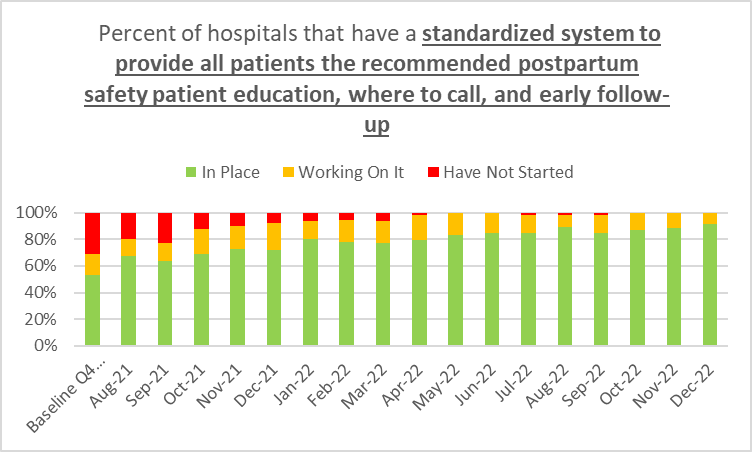 Percent of hospitals that have a standardized system to
provide all patients the recommended postpartum
safety patient education, where to call, and early follow-
up
In Place Working On It Have Not Started
100%
80%
60%
40%
20%
0%
Baseline Q4... Aug-21 Sep-21 Oct-21 Nov-21 Dec-21 Jan-22 Feb-22 Mar-22 Apr-22 May-22 Jun-22 Jul-22 Aug-22 Sep-22 Oct-22 Nov-22 Dec-22